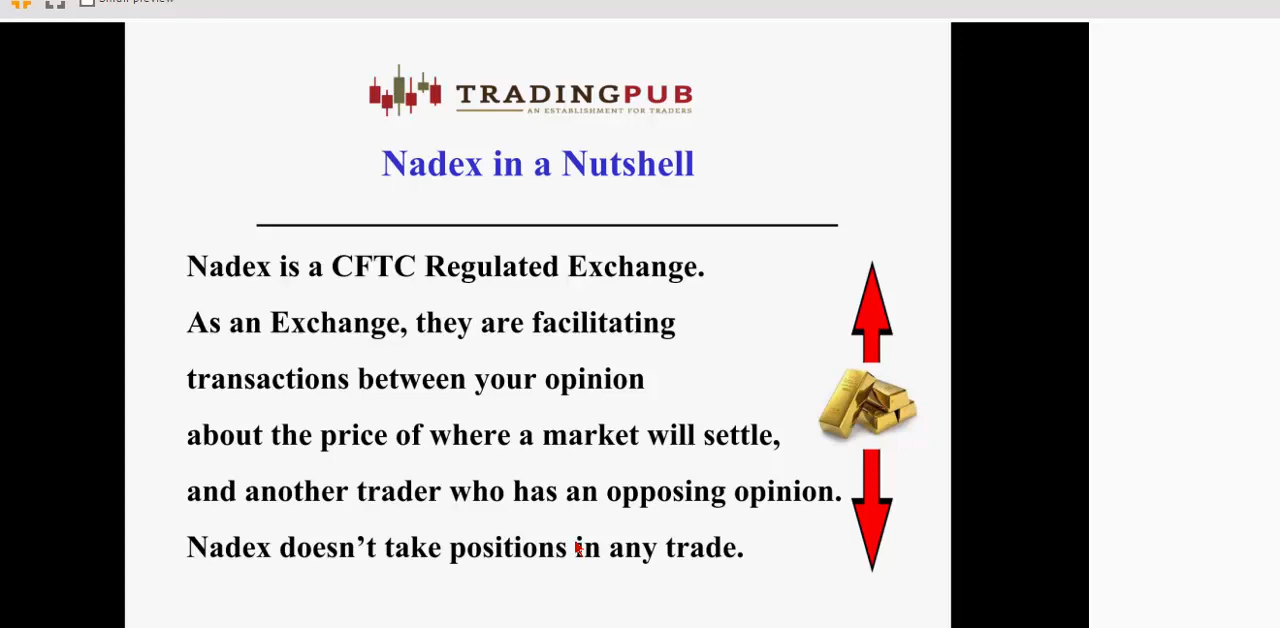 Small preview
TRADINGPUB
AN ESTABLISHMENT FOR TRADERS
Nadex in a Nutshell
Nadex is a CFTC Regulated Exchange.
As an Exchange, they are facilitating
transactions between your opinion
about the price of where a market will settle,
and another trader who has an opposing opinion.
Nadex doesn’t take positions in any trade.